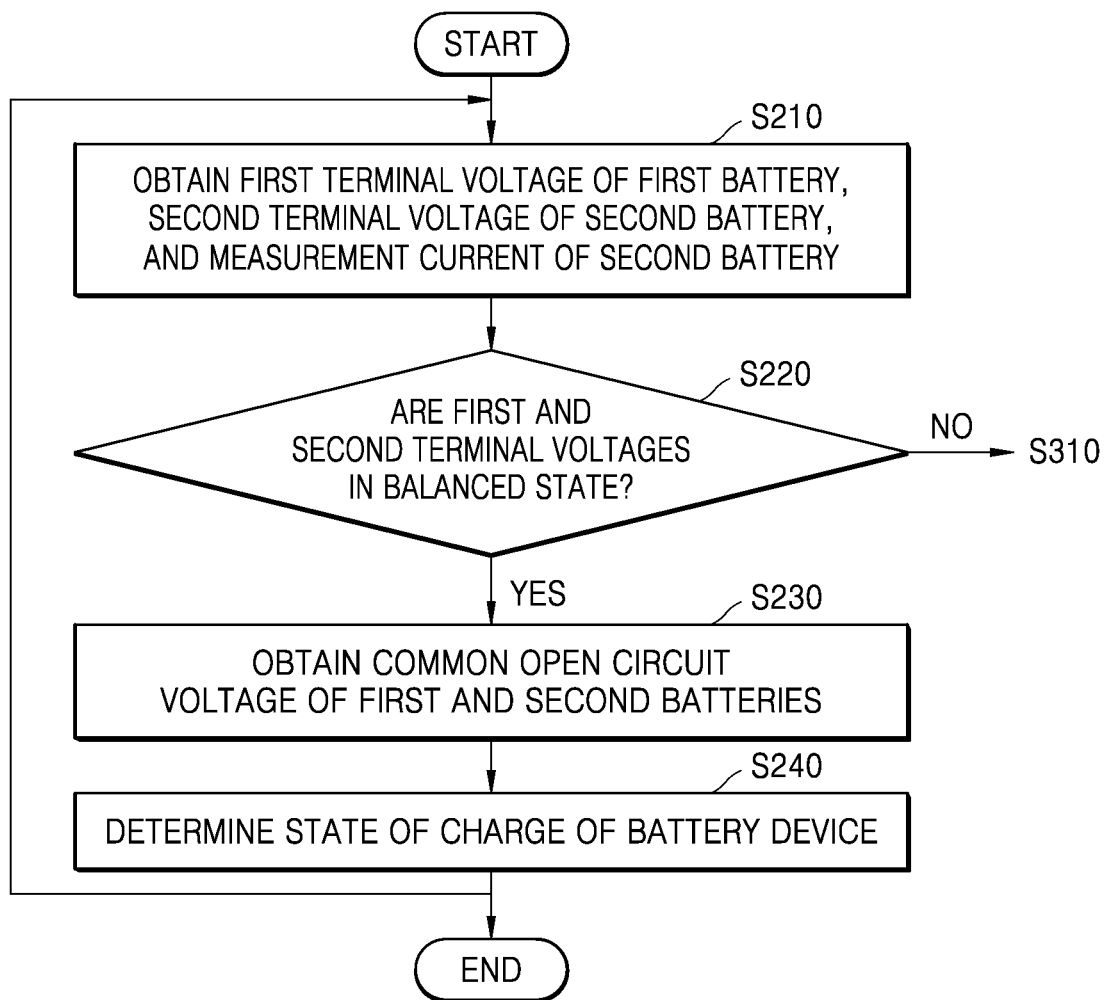 START
S210
OBTAIN FIRST TERMINAL VOLTAGE OF FIRST BATTERY,
SECOND TERMINAL VOLTAGE OF SECOND BATTERY,
AND MEASUREMENT CURRENT OF SECOND BATTERY
S220
ARE FIRST AND
SECOND TERMINAL VOLTAGES
IN BALANCED STATE?
NO
S310
YES
S230
OBTAIN COMMON OPEN CIRCUIT
VOLTAGE OF FIRST AND SECOND BATTERIES
S240
DETERMINE STATE OF CHARGE OF BATTERY DEVICE
END